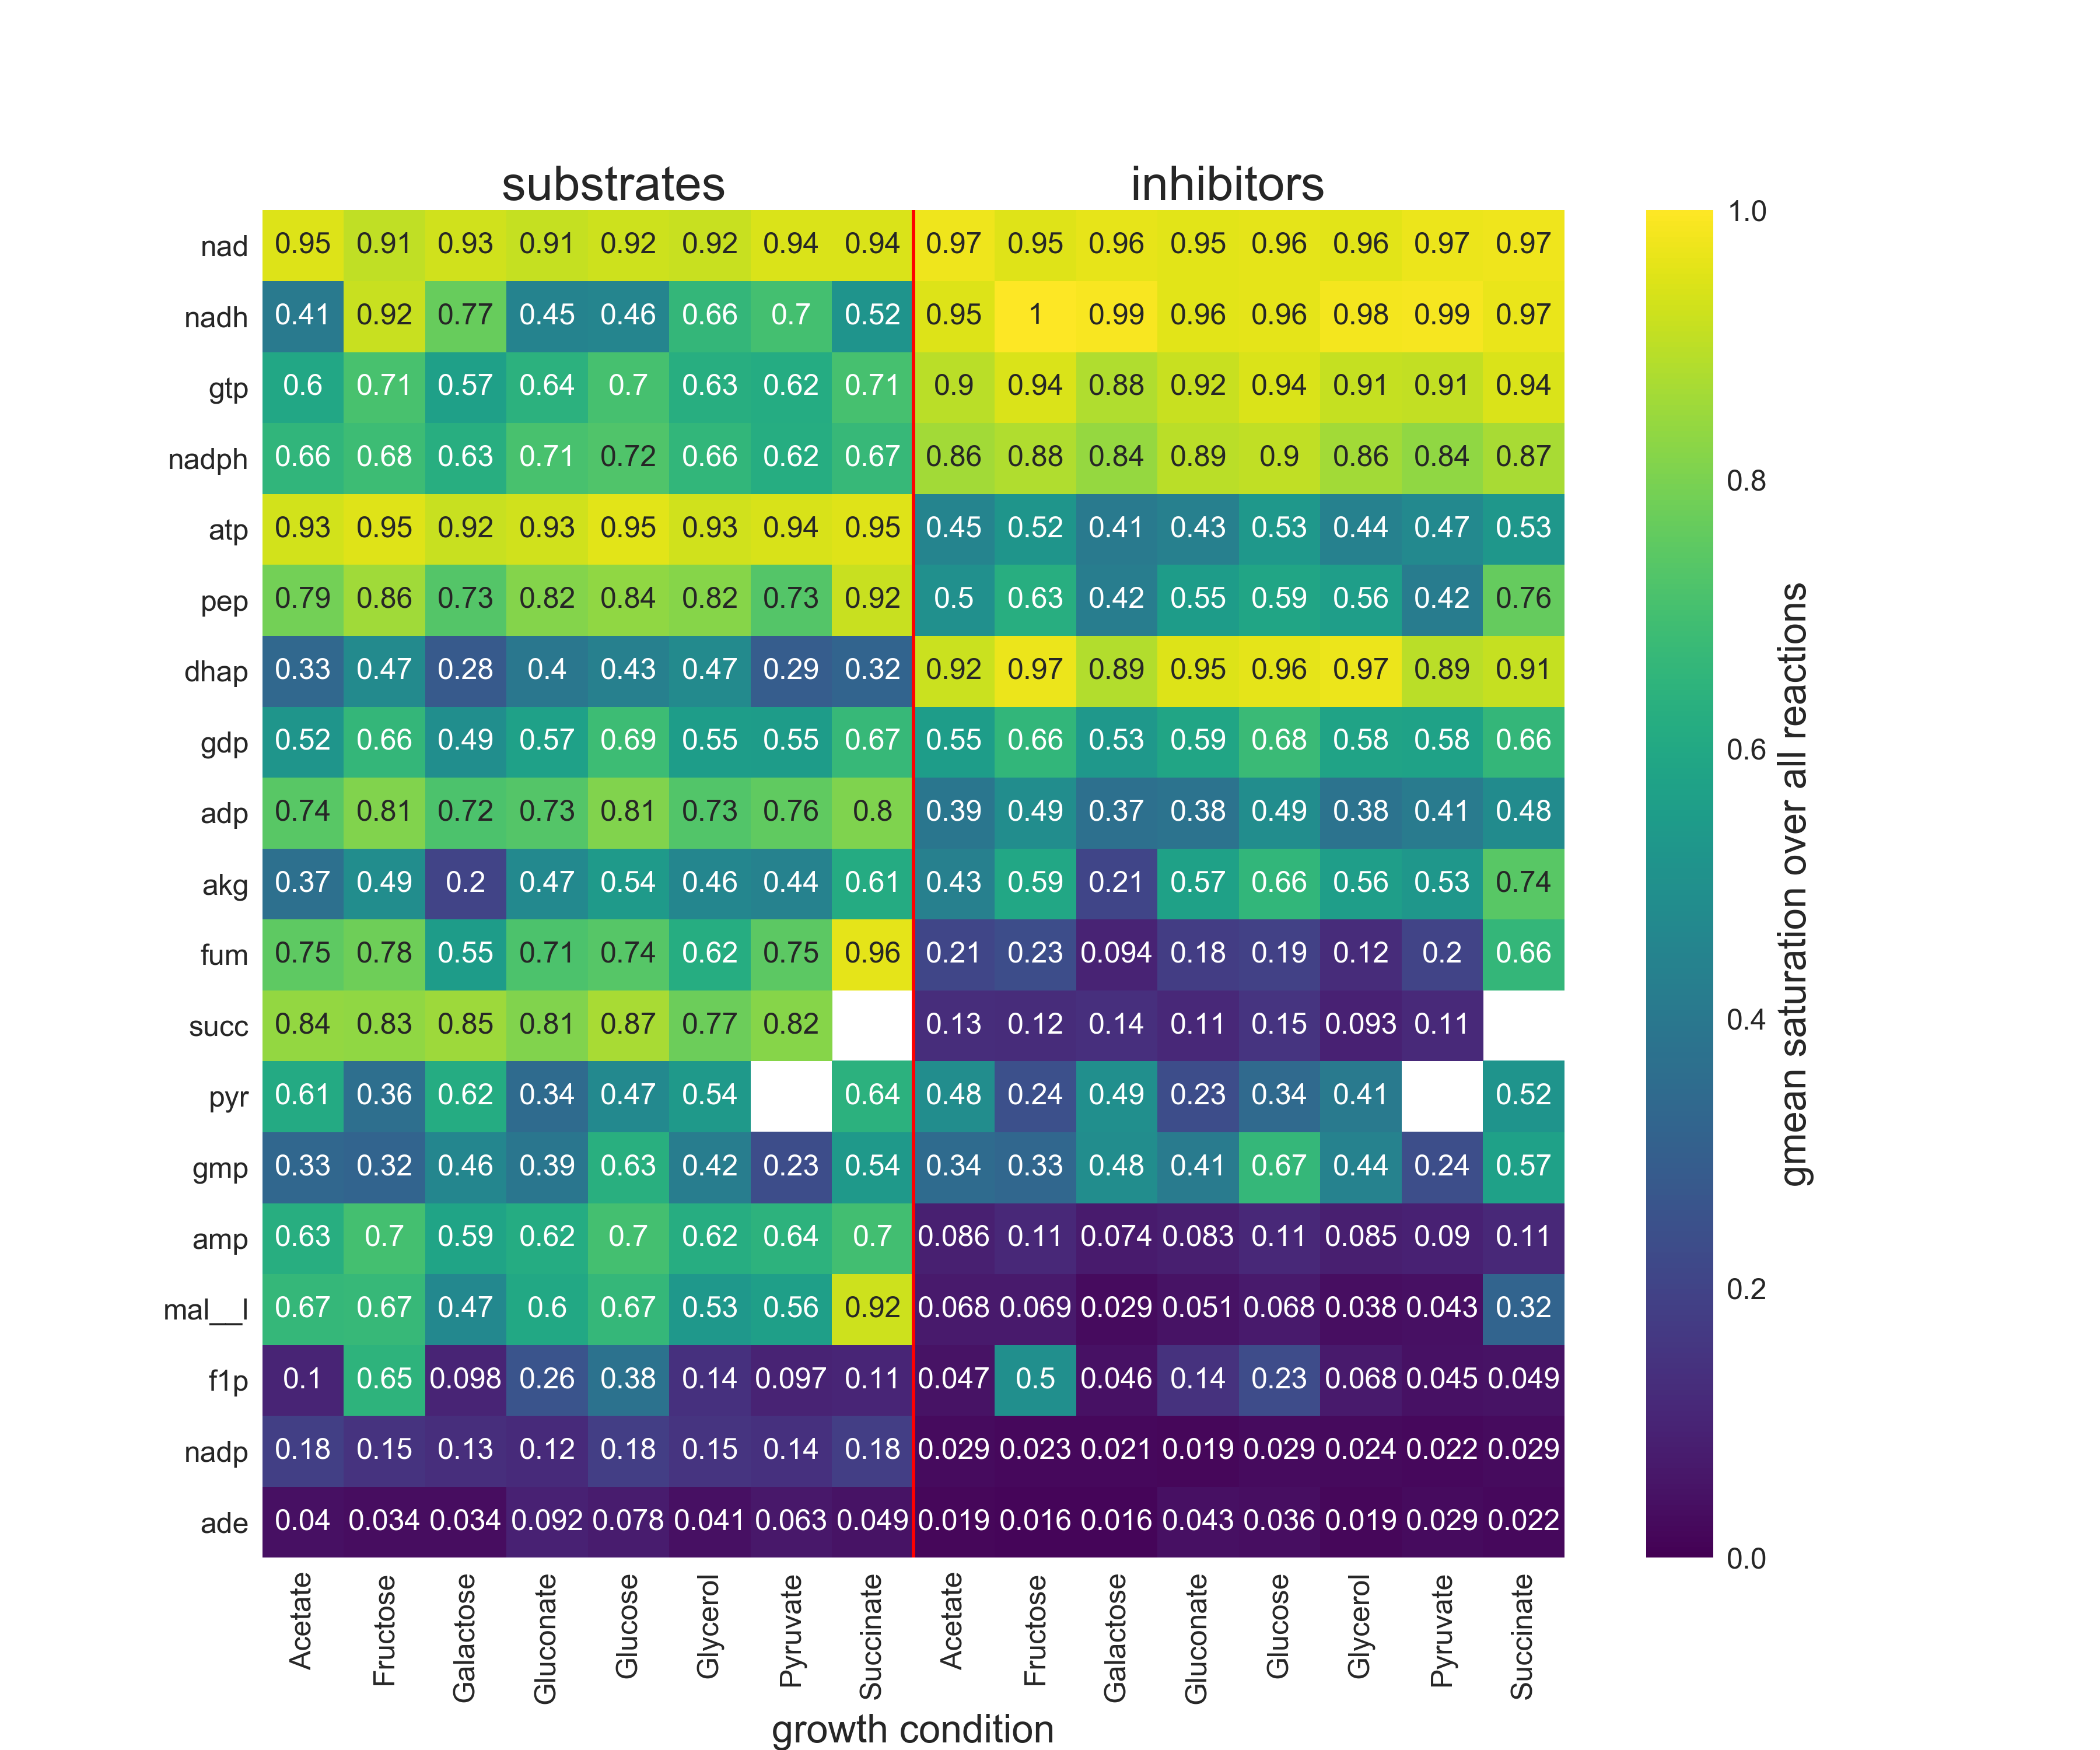 substrates inhibitors
nad 0.95 0.91 0.93 0.91 0.92 0.92 0.94 0.94 0.97 0.95 0.96 0.95 0.96 0.96 0.97 0.97
nadh 0.41 0.92 0.77 0.45 0.46 0.66 0.7 0.52 0.95 1 0.99 0.96 0.96 0.98 0.99 0.97
gtp 0.6 0.71 0.57 0.64 0.7 0.63 0.62 0.71 0.9 0.94 0.88 0.92 0.94 0.91 0.91 0.94
nadph 0.66 0.68 0.63 0.71 0.72 0.66 0.62 0.67 0.86 0.88 0.84 0.89 0.9 0.86 0.84 0.87
atp 0.93 0.95 0.92 0.93 0.95 0.93 0.94 0.95 0.45 0.52 0.41 0.43 0.53 0.44 0.47 0.53
pep 0.79 0.86 0.73 0.82 0.84 0.82 0.73 0.92 0.5 0.63 0.42 0.55 0.59 0.56 0.42 0.76
dhap 0.33 0.47 0.28 0.4 0.43 0.47 0.29 0.32 0.92 0.97 0.89 0.95 0.96 0.97 0.89 0.91
gdp 0.52 0.66 0.49 0.57 0.69 0.55 0.55 0.67 0.55 0.66 0.53 0.59 0.68 0.58 0.58 0.66
adp 0.74 0.81 0.72 0.73 0.81 0.73 0.76 0.8 0.39 0.49 0.37 0.38 0.49 0.38 0.41 0.48
akg 0.37 0.49 0.2 0.47 0.54 0.46 0.44 0.61 0.43 0.59 0.21 0.57 0.66 0.56 0.53 0.74
fum 0.75 0.78 0.55 0.71 0.74 0.62 0.75 0.96 0.21 0.23 0.094 0.18 0.19 0.12 0.2 0.66
succ 0.84 0.83 0.85 0.81 0.87 0.77 0.82 0.13 0.12 0.14 0.11 0.15 0.093 0.11
pyr 0.61 0.36 0.62 0.34 0.47 0.54 0.64 0.48 0.24 0.49 0.23 0.34 0.41 0.52
gmp 0.33 0.32 0.46 0.39 0.63 0.42 0.23 0.54 0.34 0.33 0.48 0.41 0.67 0.44 0.24 0.57
amp 0.63 0.7 0.59 0.62 0.7 0.62 0.64 0.7 0.086 0.11 0.074 0.083 0.11 0.085 0.09 0.11
mal__l 0.67 0.67 0.47 0.6 0.67 0.53 0.56 0.92 0.068 0.069 0.029 0.051 0.068 0.038 0.043 0.32
f1p 0.1 0.65 0.098 0.26 0.38 0.14 0.097 0.11 0.047 0.5 0.046 0.14 0.23 0.068 0.045 0.049
nadp 0.18 0.15 0.13 0.12 0.18 0.15 0.14 0.18 0.029 0.023 0.021 0.019 0.029 0.024 0.022 0.029
ade 0.04 0.034 0.034 0.092 0.078 0.041 0.063 0.049 0.019 0.016 0.016 0.043 0.036 0.019 0.029 0.022
Acetate Fructose Galactose Gluconate Glucose Glycerol Pyruvate Succinate Acetate Fructose Galactose Gluconate Glucose Glycerol Pyruvate Succinate
growth condition
1.0
0.8
0.6
0.4
0.2
0.0
gmean saturation over all reactions